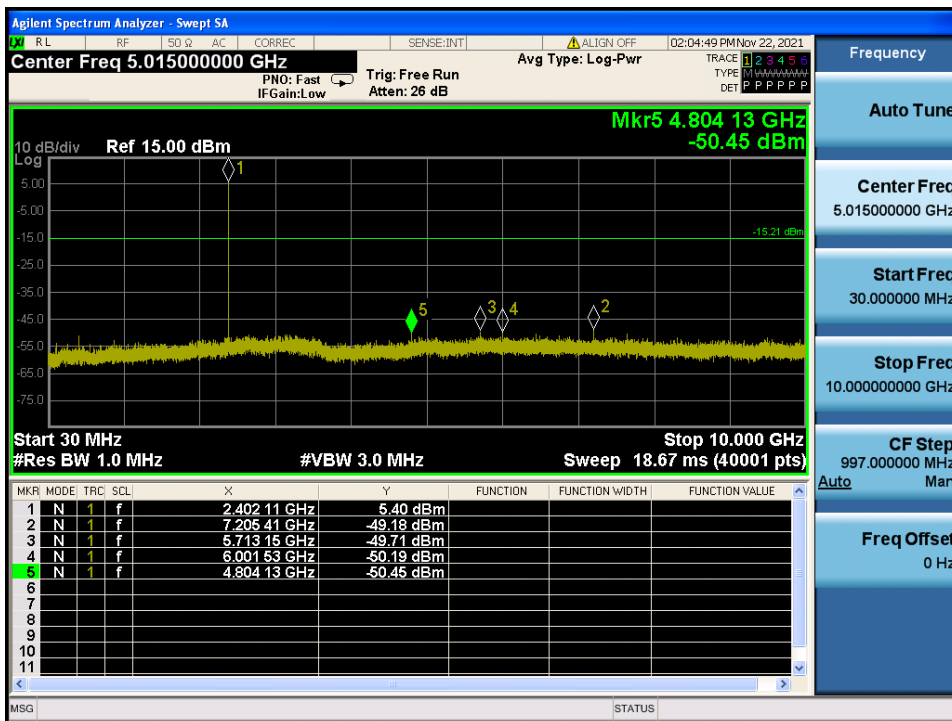 Agilent Spectrum Analyzer - Swept SA
LXI RL RF 50 Ω AC CORREC SENSE:INT ALIGN OFF 02:04:49 PM Nov 22, 2021
Center Freq 5.015000000 GHz
PNO: Fast
IFGain:Low
Trig: Free Run
Atten: 26 dB
Avg Type: Log-Pwr
TRACE 1 2 3 4 5 6
TYPE M WWWWW
DET P P P P P P
Mkr5 4.804 13 GHz
-50.45 dBm
10 dB/div Ref 15.00 dBm
Log
5.00
-5.00
-15.0
-25.0
-35.0
-45.0
-55.0
-65.0
-75.0
-15.21 dBm
1
5
3
4
2
Start 30 MHz Stop 10.000 GHz
#Res BW 1.0 MHz #VBW 3.0 MHz Sweep 18.67 ms (40001 pts)
MKR MODE TRC SCL X Y FUNCTION FUNCTION WIDTH FUNCTION VALUE
1 N 1 f 2.402 11 GHz 5.40 dBm
2 N 1 f 7.205 41 GHz -49.18 dBm
3 N 1 f 5.713 15 GHz -49.71 dBm
4 N 1 f 6.001 53 GHz -50.19 dBm
5 N 1 f 4.804 13 GHz -50.45 dBm
6
7
8
9
10
11
MSG STATUS
Frequency
Auto Tune
Center Freq
5.015000000 GHz
Start Freq
30.000000 MHz
Stop Freq
10.000000000 GHz
CF Step
997.000000 MHz
Auto Man
Freq Offset
0 Hz